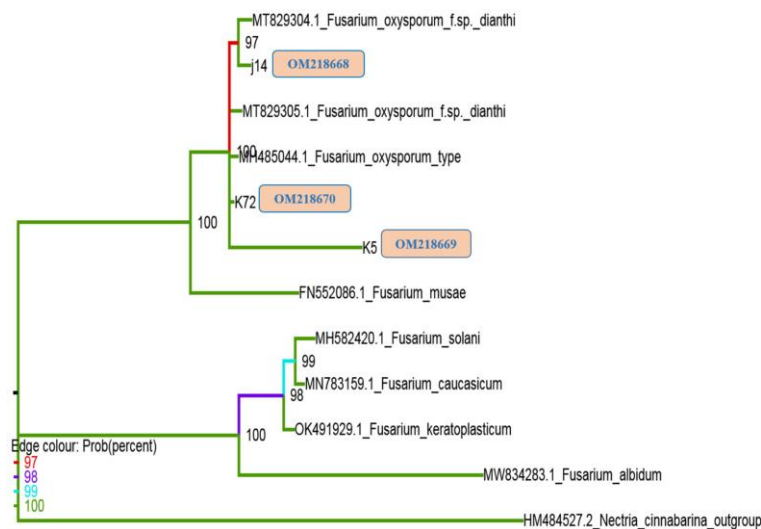 MT829304.1_Fusarium_oxysporum_f.sp._dianthi
97
j14 OM218668
MT829305.1_Fusarium_oxysporum_f.sp._dianthi
100
MH485044.1_Fusarium_oxysporum_type
K72 OM218670
100
K5 OM218669
FN552086.1_Fusarium_musae
MH582420.1_Fusarium_solani
99
MN783159.1_Fusarium_caucasicum
98
OK491929.1_Fusarium_keratoplasticum
100
Edge colour: Prob(percent)
97
98
99
100
MW834283.1_Fusarium_albidum
HM484527.2_Nectria_cinnabarina_outgroup